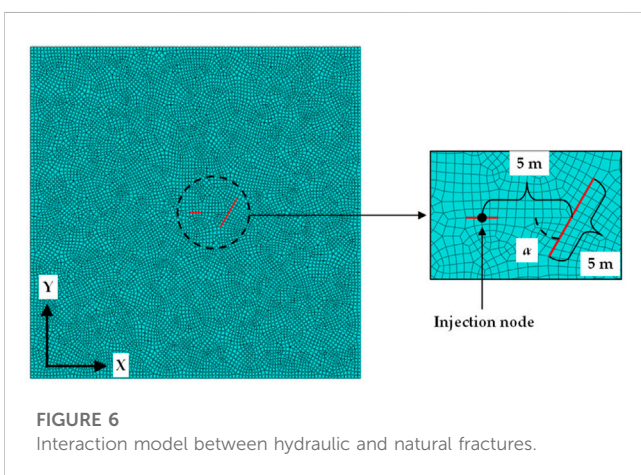 Y
X
5 m
α
5 m
Injection node
FIGURE 6
Interaction model between hydraulic and natural fractures.